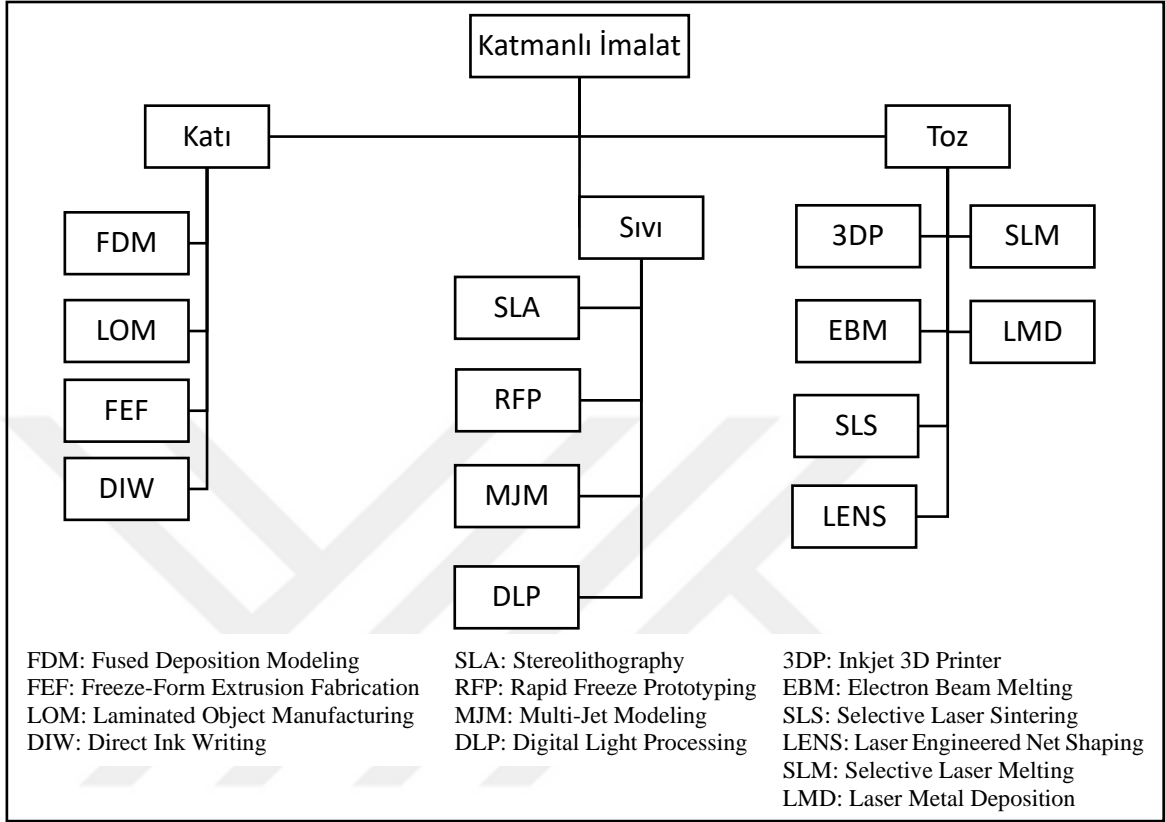 Katmanlı İmalat
Katı
Toz
Sıvı
FDM
LOM
FEF
DIW
SLA
RFP
MJM
DLP
3DP
SLM
EBM
LMD
SLS
LENS
FDM: Fused Deposition Modeling
FEF: Freeze-Form Extrusion Fabrication
LOM: Laminated Object Manufacturing
DIW: Direct Ink Writing
SLA: Stereolithography
RFP: Rapid Freeze Prototyping
MJM: Multi-Jet Modeling
DLP: Digital Light Processing
3DP: Inkjet 3D Printer
EBM: Electron Beam Melting
SLS: Selective Laser Sintering
LENS: Laser Engineered Net Shaping
SLM: Selective Laser Melting
LMD: Laser Metal Deposition